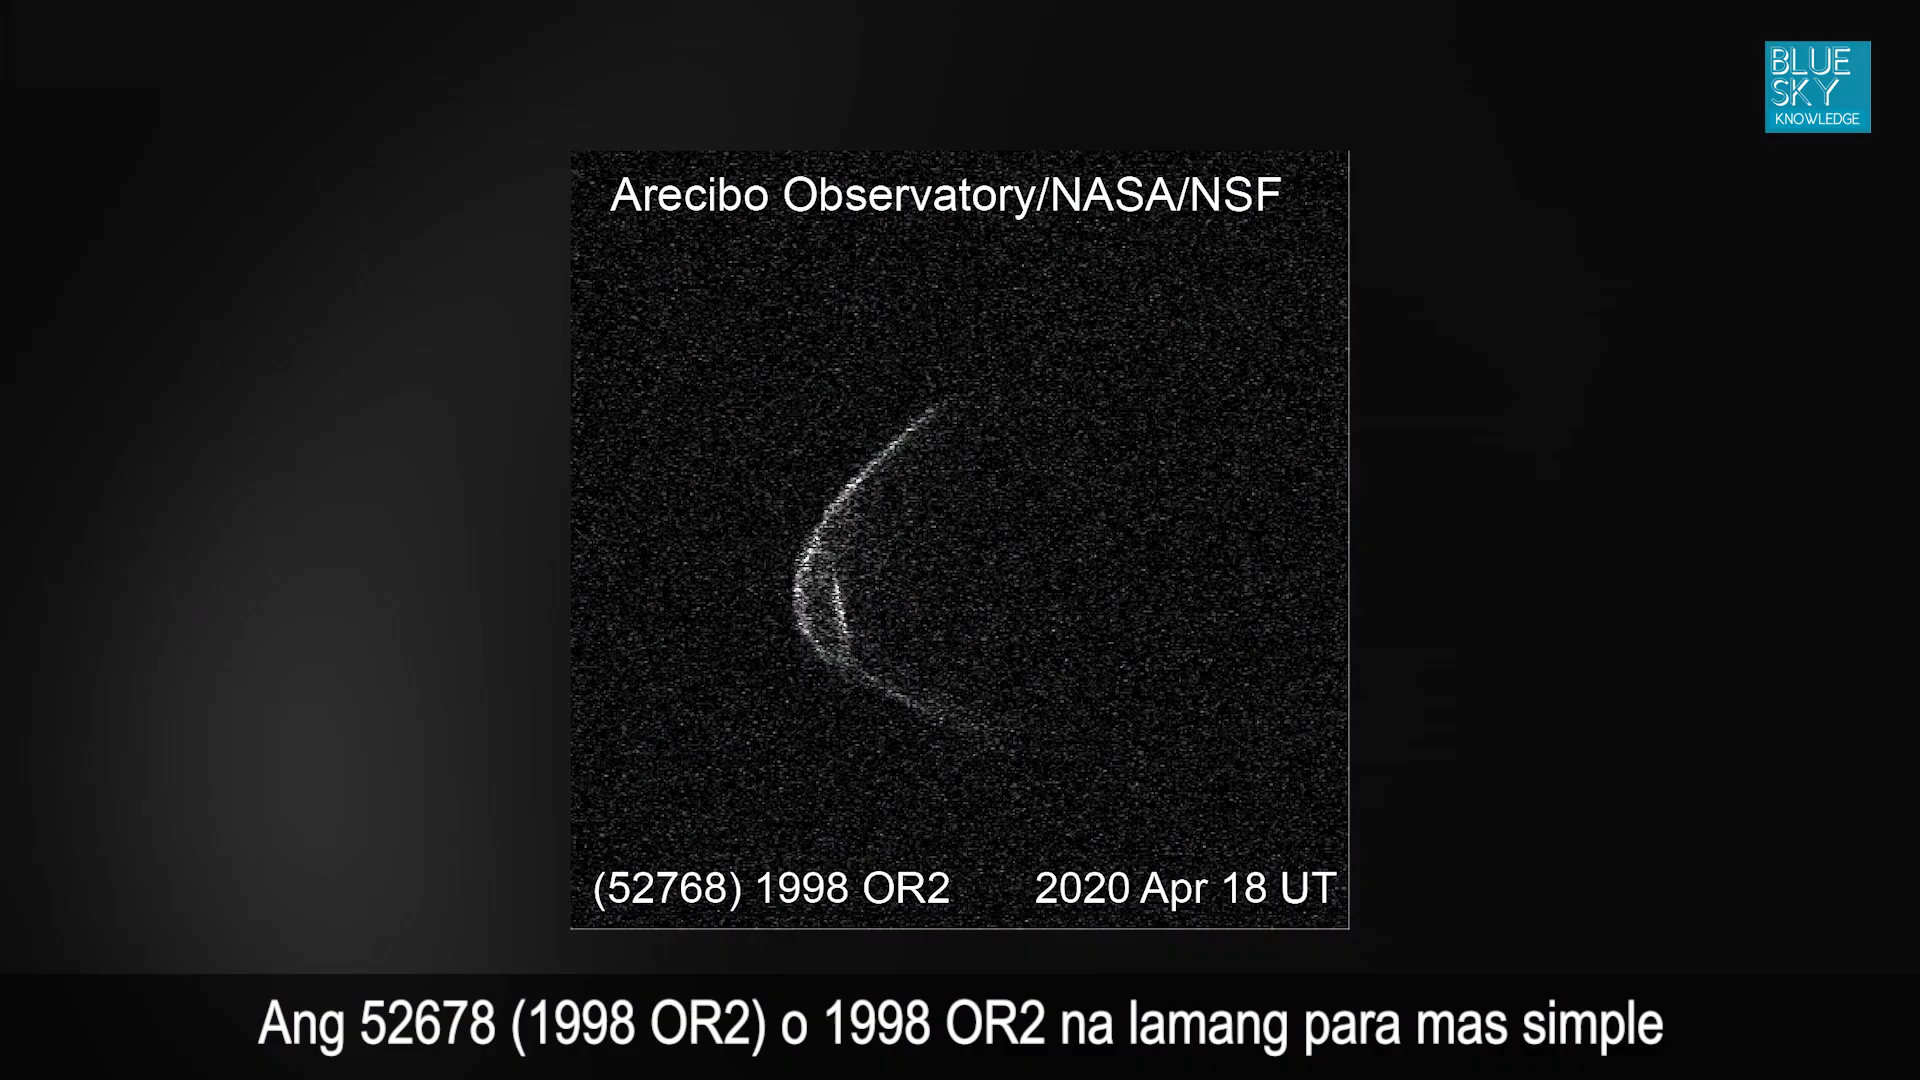 BLUE
SKY
KNOWLEDGE
Arecibo Observatory/NASA/NSF
(52768) 1998 OR2 2020 Apr 18 UT
Ang 52678 (1998 OR2) o 1998 OR2 na lamang para mas simple